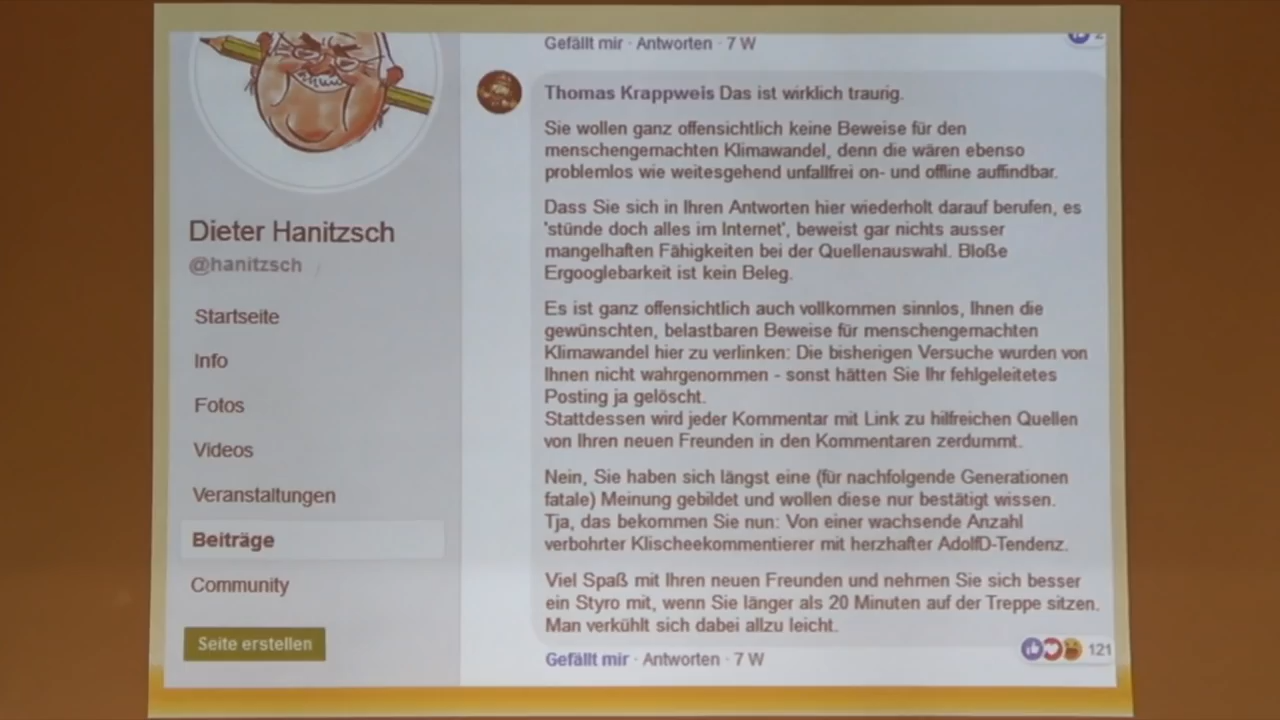 Dieter Hanitzsch
@hanitzsch
Startseite
Info
Fotos
Videos
Veranstaltungen
Beiträge
Community
Seite erstellen
Gefällt mir · Antworten · 7 W
2
Thomas Krappweis Das ist wirklich traurig.
Sie wollen ganz offensichtlich keine Beweise für den
menschengemachten Klimawandel, denn die wären ebenso
problemlos wie weitesgehend unfallfrei on- und offline auffindbar.
Dass Sie sich in Ihren Antworten hier wiederholt darauf berufen, es
'stünde doch alles im Internet', beweist gar nichts ausser
mangelhaften Fähigkeiten bei der Quellenauswahl. Bloße
Ergooglebarkeit ist kein Beleg.
Es ist ganz offensichtlich auch vollkommen sinnlos, Ihnen die
gewünschten, belastbaren Beweise für menschengemachten
Klimawandel hier zu verlinken: Die bisherigen Versuche wurden von
Ihnen nicht wahrgenommen - sonst hätten Sie Ihr fehlgeleitetes
Posting ja gelöscht.
Stattdessen wird jeder Kommentar mit Link zu hilfreichen Quellen
von Ihren neuen Freunden in den Kommentaren zerdummt.
Nein, Sie haben sich längst eine (für nachfolgende Generationen
fatale) Meinung gebildet und wollen diese nur bestätigt wissen.
Tja, das bekommen Sie nun: Von einer wachsende Anzahl
verbohrter Klischeekommentierer mit herzhafter AdolfD-Tendenz.
Viel Spaß mit Ihren neuen Freunden und nehmen Sie sich besser
ein Styro mit, wenn Sie länger als 20 Minuten auf der Treppe sitzen.
Man verkühlt sich dabei allzu leicht.
Gefällt mir · Antworten · 7 W
121